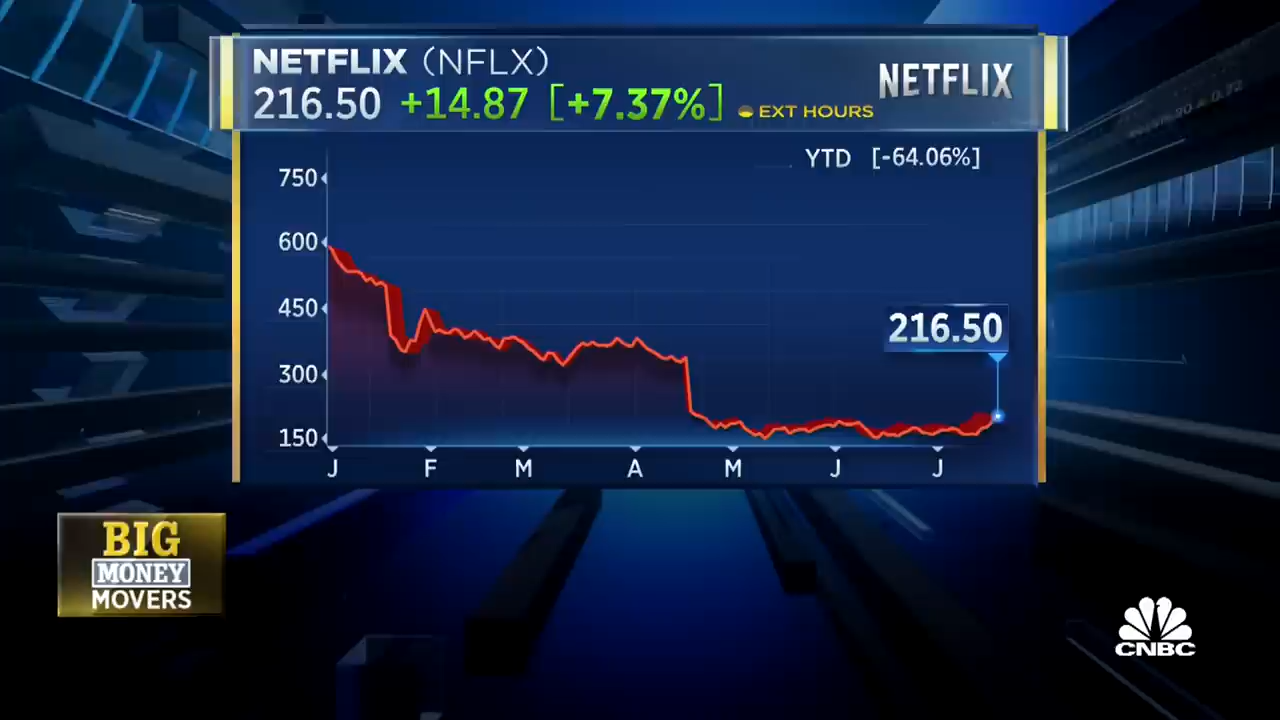 NETFLIX (NFLX)
216.50 +14.87 [+7.37%] EXT HOURS
NETFLIX
YTD [-64.06%]
750
600
450
300
150
216.50
J F M A M J J
BIG
MONEY
MOVERS
CNBC